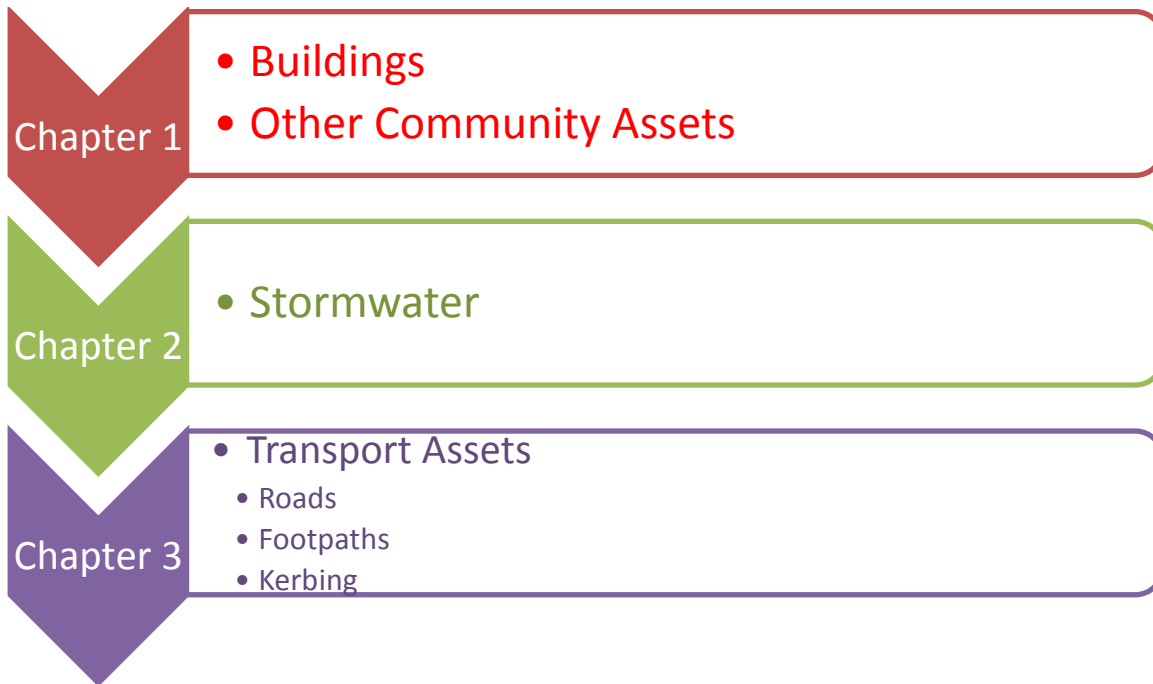 Chapter 1
• Buildings
• Other Community Assets
Chapter 2
• Stormwater
Chapter 3
• Transport Assets
• Roads
• Footpaths
• Kerbing